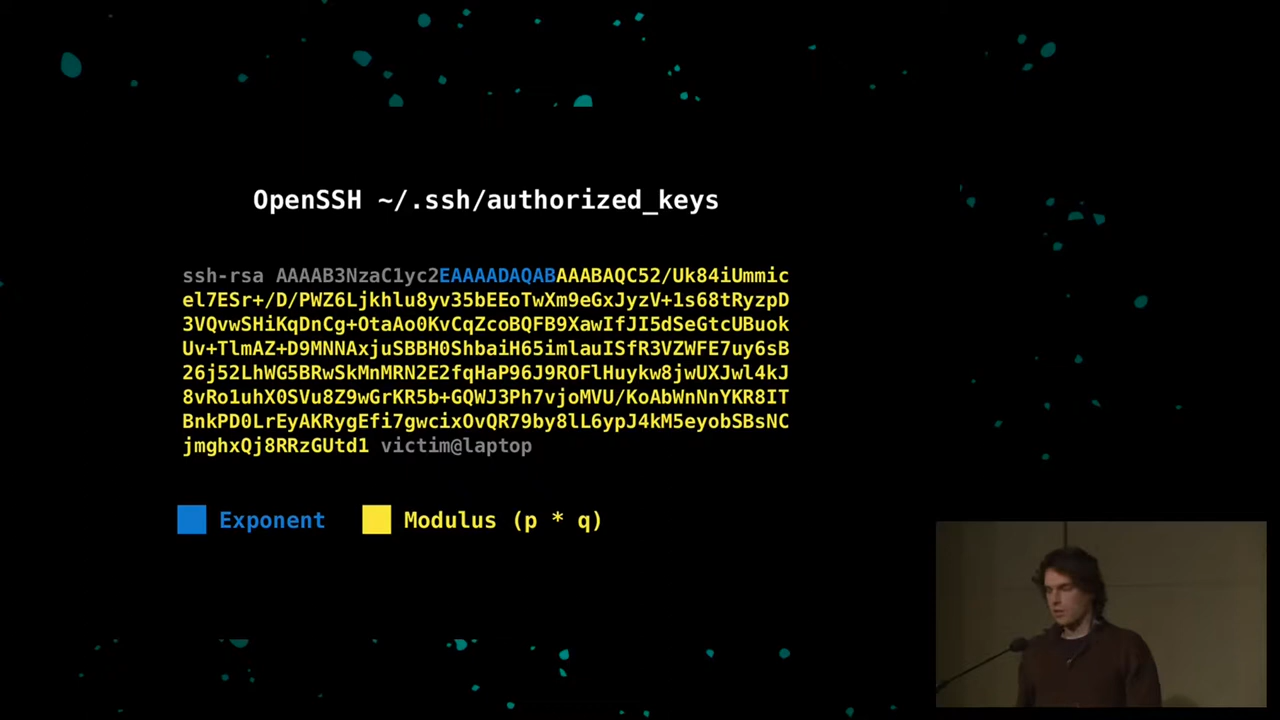 OpenSSH ~/.ssh/authorized_keys
ssh-rsa AAAAB3NzaC1yc2EAAAADAQABAAABAQC52/Uk84iUmmic
el7ESr+/D/PWZ6Ljkhlu8yv35bEEoTwXm9eGxJyzV+1s68tRyzpD
3VQvwSHiKqDnCg+OtaAo0KvCqZcoBQFB9XawIfJI5dSeGtcUBuok
Uv+TlmAZ+D9MNNAxjuSBBH0ShbaiH65imlauISfR3VZWFE7uy6sB
26j52LhWG5BRwSkMnMRN2E2fqHaP96J9ROFlHuykw8jwUXJwl4kJ
8vRo1uhX0SVu8Z9wGrKR5b+GQWJ3Ph7vjoMVU/KoAbWnNnYKR8IT
BnkPD0LrEyAKRygEfi7gwcixOvQR79by8lL6ypJ4kM5eyobSBsNC
jmghxQj8RRzGUtd1 victim@laptop
Exponent Modulus (p * q)